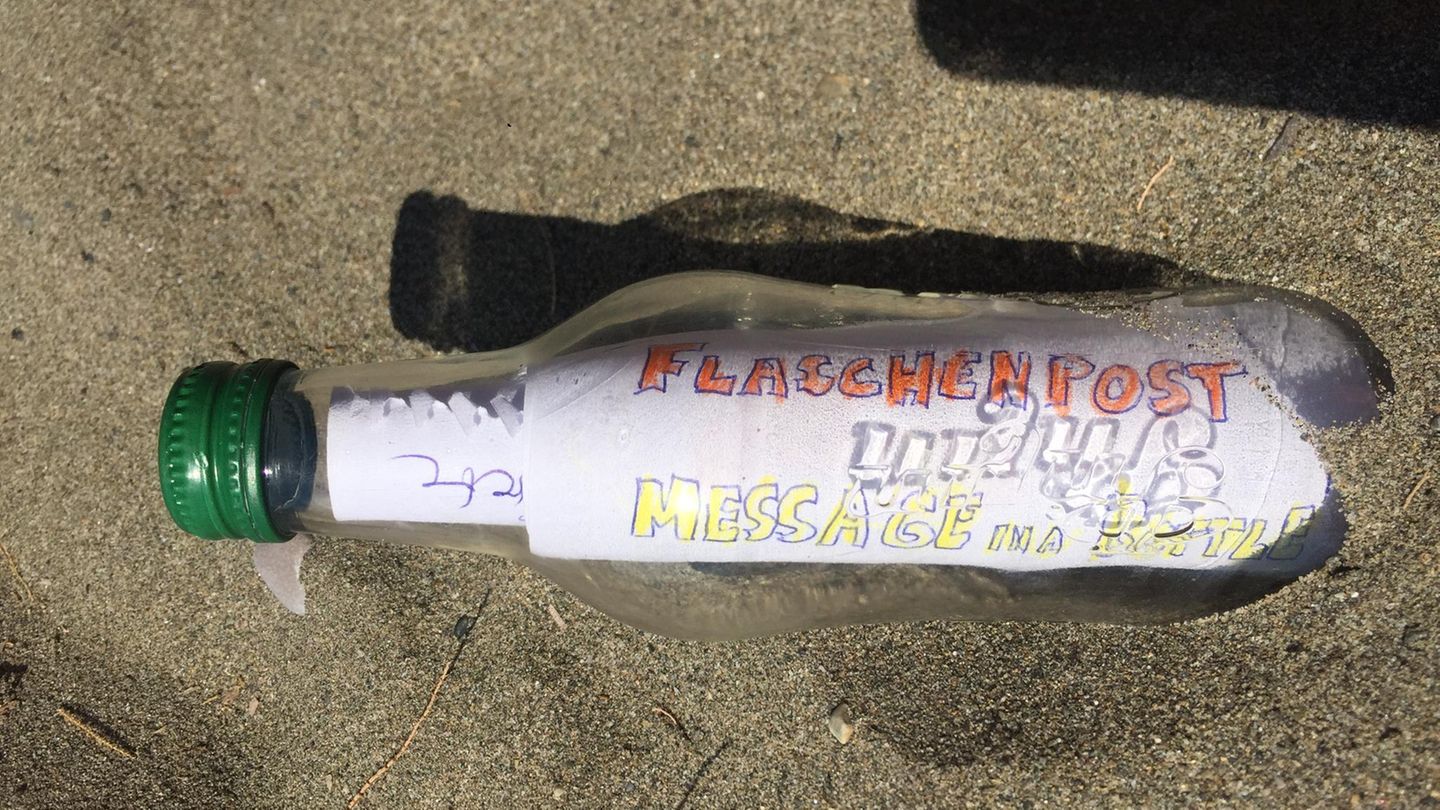 FLASCHENPOST
MESSAGE IN A BOTTLE